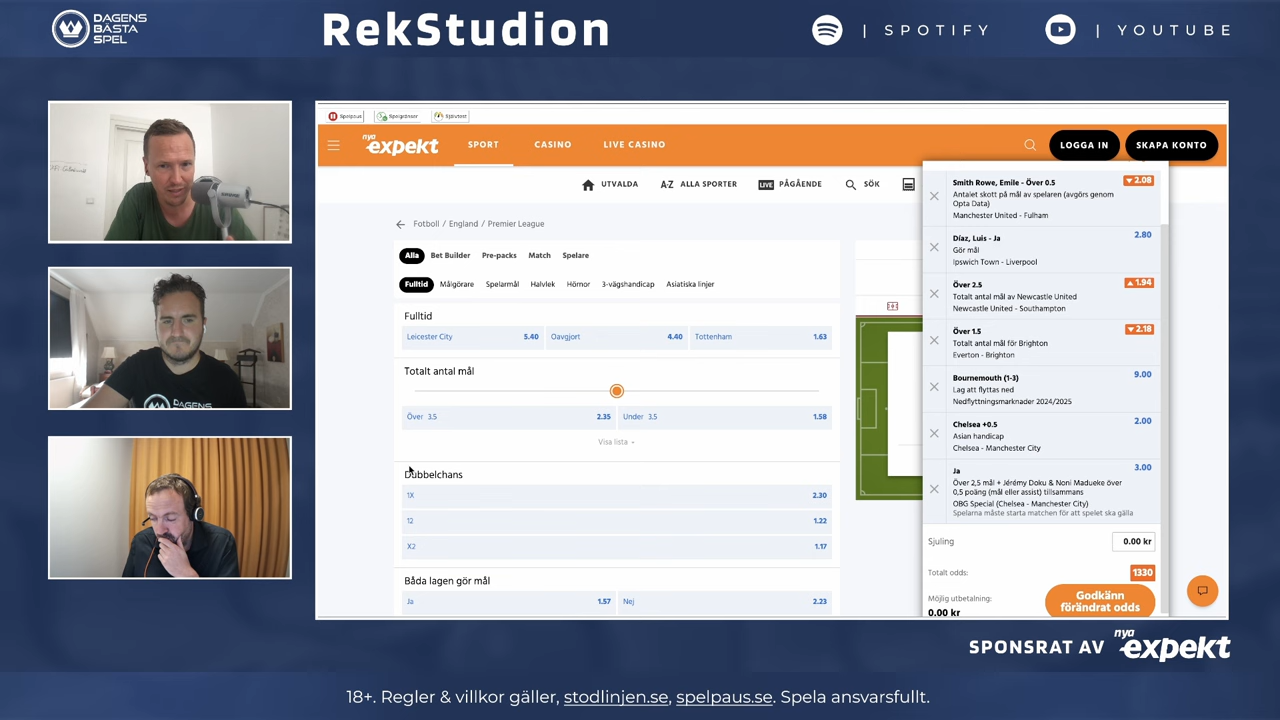 DAGENS
BÄSTA
SPEL
RekStudion
| SPOTIFY
| YOUTUBE
Spelpaus
Spelgränser
Självtest
nya
expekt
SPORT
CASINO
LIVE CASINO
LOGGA IN
SKAPA KONTO
UTVALDA
A-Z ALLA SPORTER
LIVE PÅGÅENDE
SÖK
Fotboll / England / Premier League
Alla
Bet Builder
Pre-packs
Match
Spelare
Fulltid
Målgörare
Spelarmål
Halvlek
Hörnor
3-vägshandicap
Asiatiska linjer
Fulltid
Leicester City 5.40
Oavgjort 4.40
Tottenham 1.63
Totalt antal mål
Över 3.5 2.35
Under 3.5 1.58
Visa lista
Dubbelchans
1X 2.30
12 1.22
X2 1.17
Båda lagen gör mål
Ja 1.57
Nej 2.23
Smith Rowe, Emile - Över 0.5 2.08
Antalet skott på mål av spelaren (avgörs genom
Opta Data)
Manchester United - Fulham
Díaz, Luis - Ja 2.80
Gör mål
Ipswich Town - Liverpool
Över 2.5 1.94
Totalt antal mål av Newcastle United
Newcastle United - Southampton
Över 1.5 2.18
Totalt antal mål för Brighton
Everton - Brighton
Bournemouth (1-3) 9.00
Lag att flyttas ned
Nedflyttningsmarknader 2024/2025
Chelsea +0.5 2.00
Asian handicap
Chelsea - Manchester City
Ja 3.00
Över 2,5 mål + Jérémy Doku & Noni Madueke över
0,5 poäng (mål eller assist) tillsammans
OBG Special (Chelsea - Manchester City)
Spelarna måste starta matchen för att spelet ska gälla
Sjuling 0.00 kr
Totalt odds: 1330
Möjlig utbetalning:
0.00 kr
Godkänn
förändrat odds
DAGENS
SPONSRAT AV nya expekt
18+. Regler & villkor gäller, stodlinjen.se, spelpaus.se. Spela ansvarsfullt.